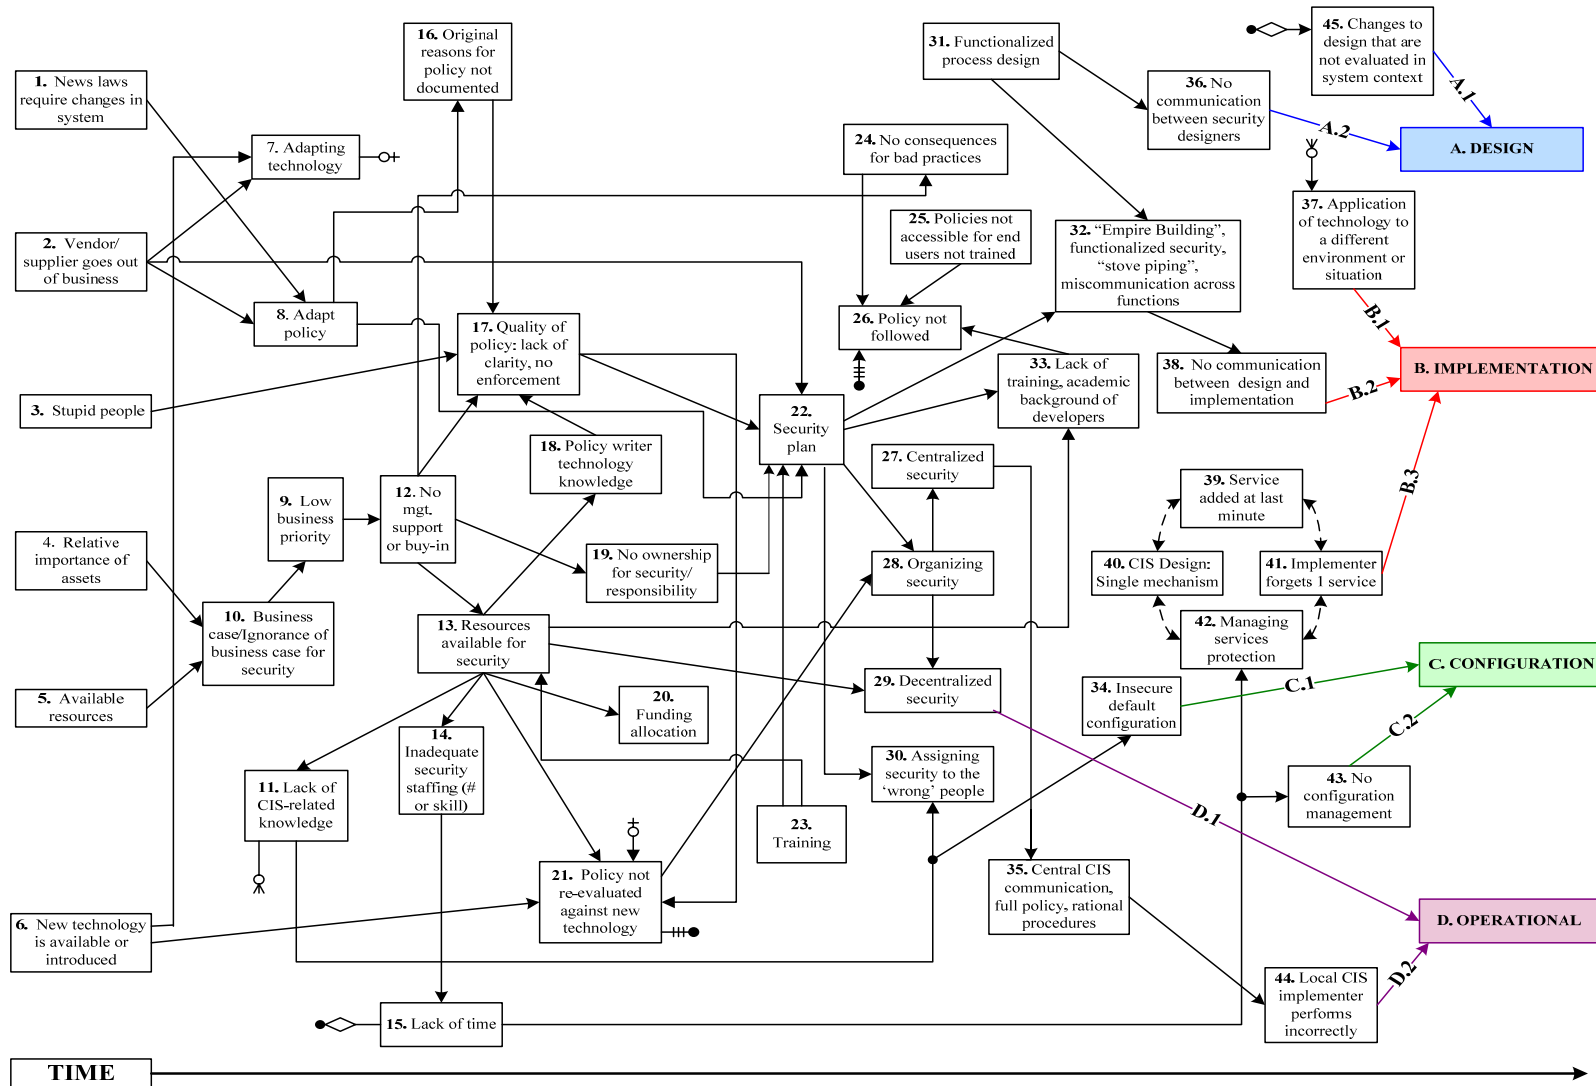 1. News laws
require changes in
system
2. Vendor/
supplier goes out
of business
3. Stupid people
4. Relative
importance of
assets
5. Available
resources
6. New technology
is available or
introduced
7. Adapting
technology
8. Adapt
policy
9. Low
business
priority
10. Business
case/Ignorance of
business case for
security
11. Lack of
CIS-related
knowledge
12. No
mgt.
support
or buy-in
13. Resources
available for
security
14.
Inadequate
security
staffing (#
or skill)
15. Lack of time
16. Original
reasons for
policy not
documented
17. Quality of
policy: lack of
clarity, no
enforcement
18. Policy writer
technology
knowledge
19. No ownership
for security/
responsibility
20.
Funding
allocation
21. Policy not
re-evaluated
against new
technology
22.
Security
plan
23.
Training
24. No consequences
for bad practices
25. Policies not
accessible for end
users not trained
26. Policy not
followed
27. Centralized
security
28. Organizing
security
29. Decentralized
security
30. Assigning
security to the
‘wrong’ people
31. Functionalized
process design
32. “Empire Building”,
functionalized security,
“stove piping”,
miscommunication across
functions
33. Lack of
training, academic
background of
developers
34. Insecure
default
configuration
35. Central CIS
communication,
full policy, rational
procedures
36. No
communication
between security
designers
37. Application
of technology to
a different
environment or
situation
38. No communication
between design and
implementation
39. Service
added at last
minute
40. CIS Design:
Single mechanism
41. Implementer
forgets 1 service
42. Managing
services
protection
43. No
configuration
management
44. Local CIS
implementer
performs
incorrectly
45. Changes to
design that are
not evaluated in
system context
A.1
A.2
A. DESIGN
B.1
B.2
B.3
B. IMPLEMENTATION
C.1
C.2
C. CONFIGURATION
D.1
D.2
D. OPERATIONAL
TIME